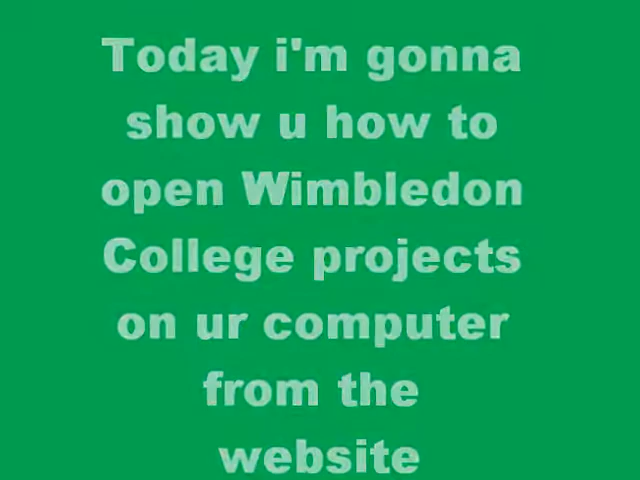 Today i'm gonna
show u how to
open Wimbledon
College projects
on ur computer
from the
website